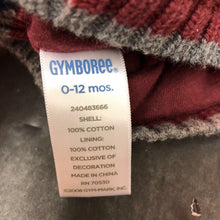 GYMBOREE®
0-12 mos.
240483666
SHELL:
100% COTTON
LINING:
100% COTTON
EXCLUSIVE OF
DECORATION
MADE IN CHINA
RN 70530
©2008 GYM-MARK, INC.